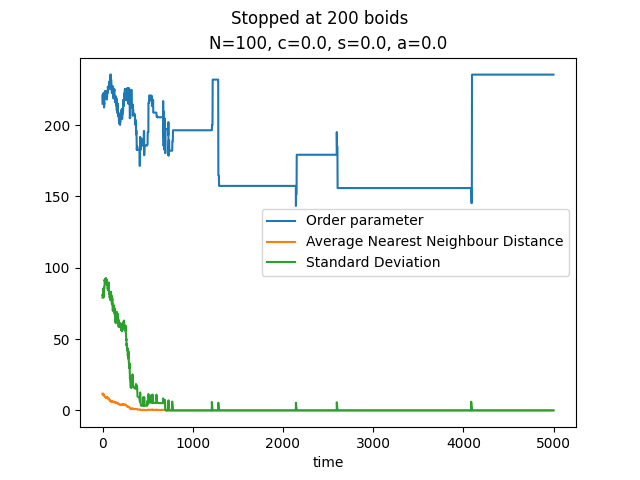 Stopped at 200 boids
N=100, c=0.0, s=0.0, a=0.0
200
150
100
50
0
Order parameter
Average Nearest Neighbour Distance
Standard Deviation
0 1000 2000 3000 4000 5000
time